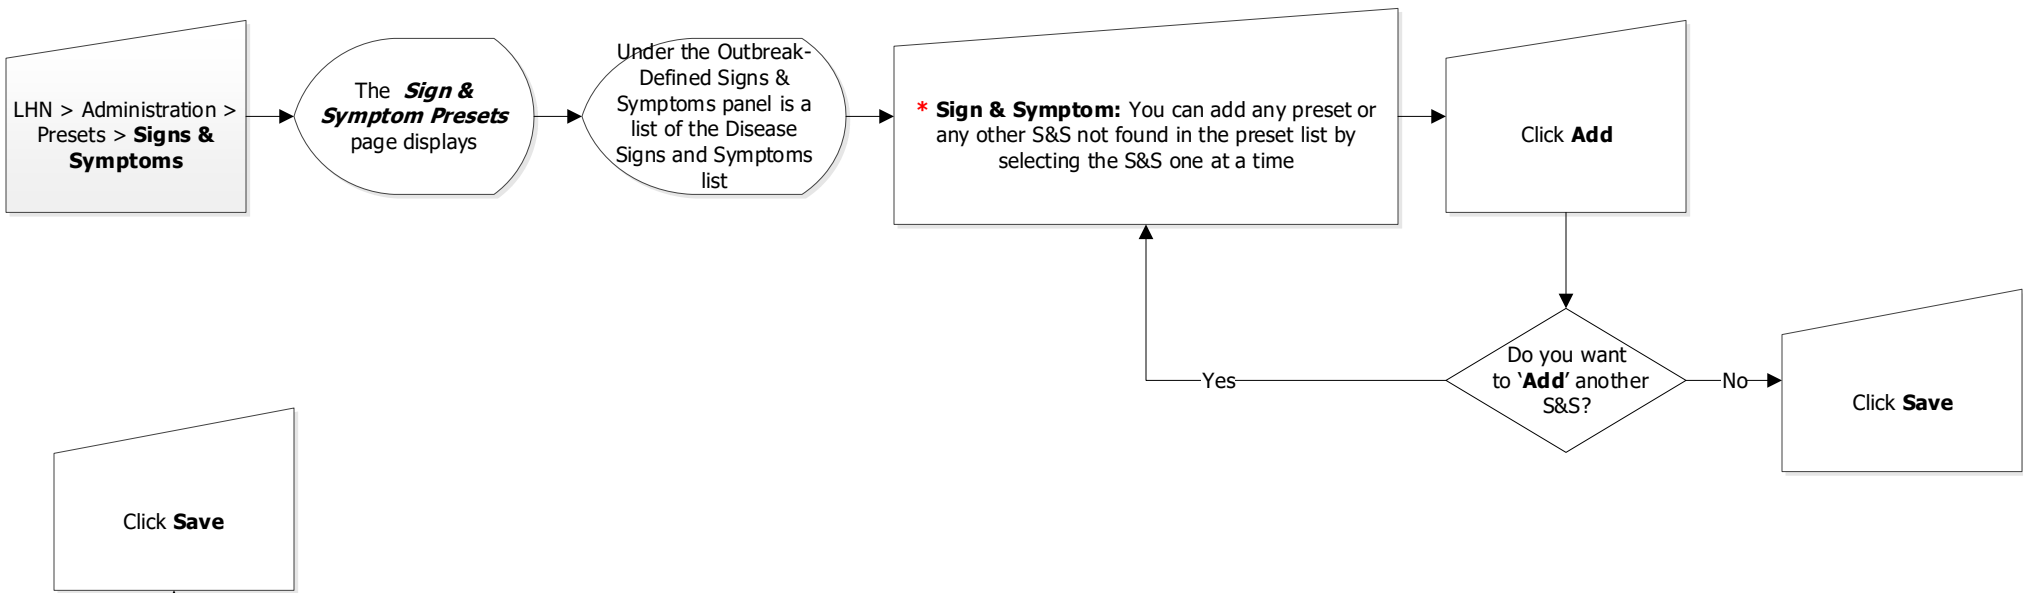 LHN > Administration >
Presets > Signs &
Symptoms
The Sign &
Symptom Presets
page displays
Under the Outbreak-
Defined Signs &
Symptoms panel is a
list of the Disease
Signs and Symptoms
list
* Sign & Symptom: You can add any preset or
any other S&S not found in the preset list by
selecting the S&S one at a time
Click Add
Do you want
to ‘Add’ another
S&S?
Yes
No
Click Save
Click Save